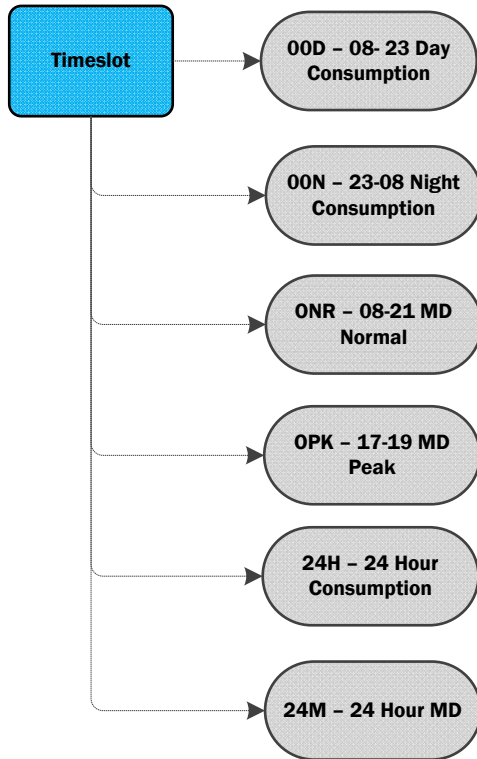 Timeslot
00D – 08- 23 Day
Consumption
00N – 23-08 Night
Consumption
0NR – 08-21 MD
Normal
0PK – 17-19 MD
Peak
24H – 24 Hour
Consumption
24M – 24 Hour MD